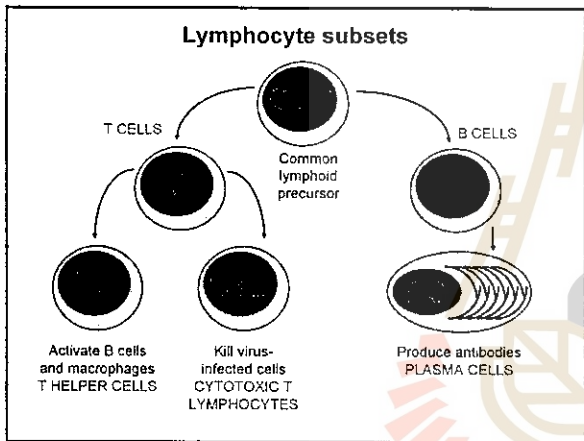 Lymphocyte subsets
T CELLS
B CELLS
Common
lymphoid
precursor
Activate B cells
and macrophages
T HELPER CELLS
Kill virus-
infected cells
CYTOTOXIC T
LYMPHOCYTES
Produce antibodies
PLASMA CELLS